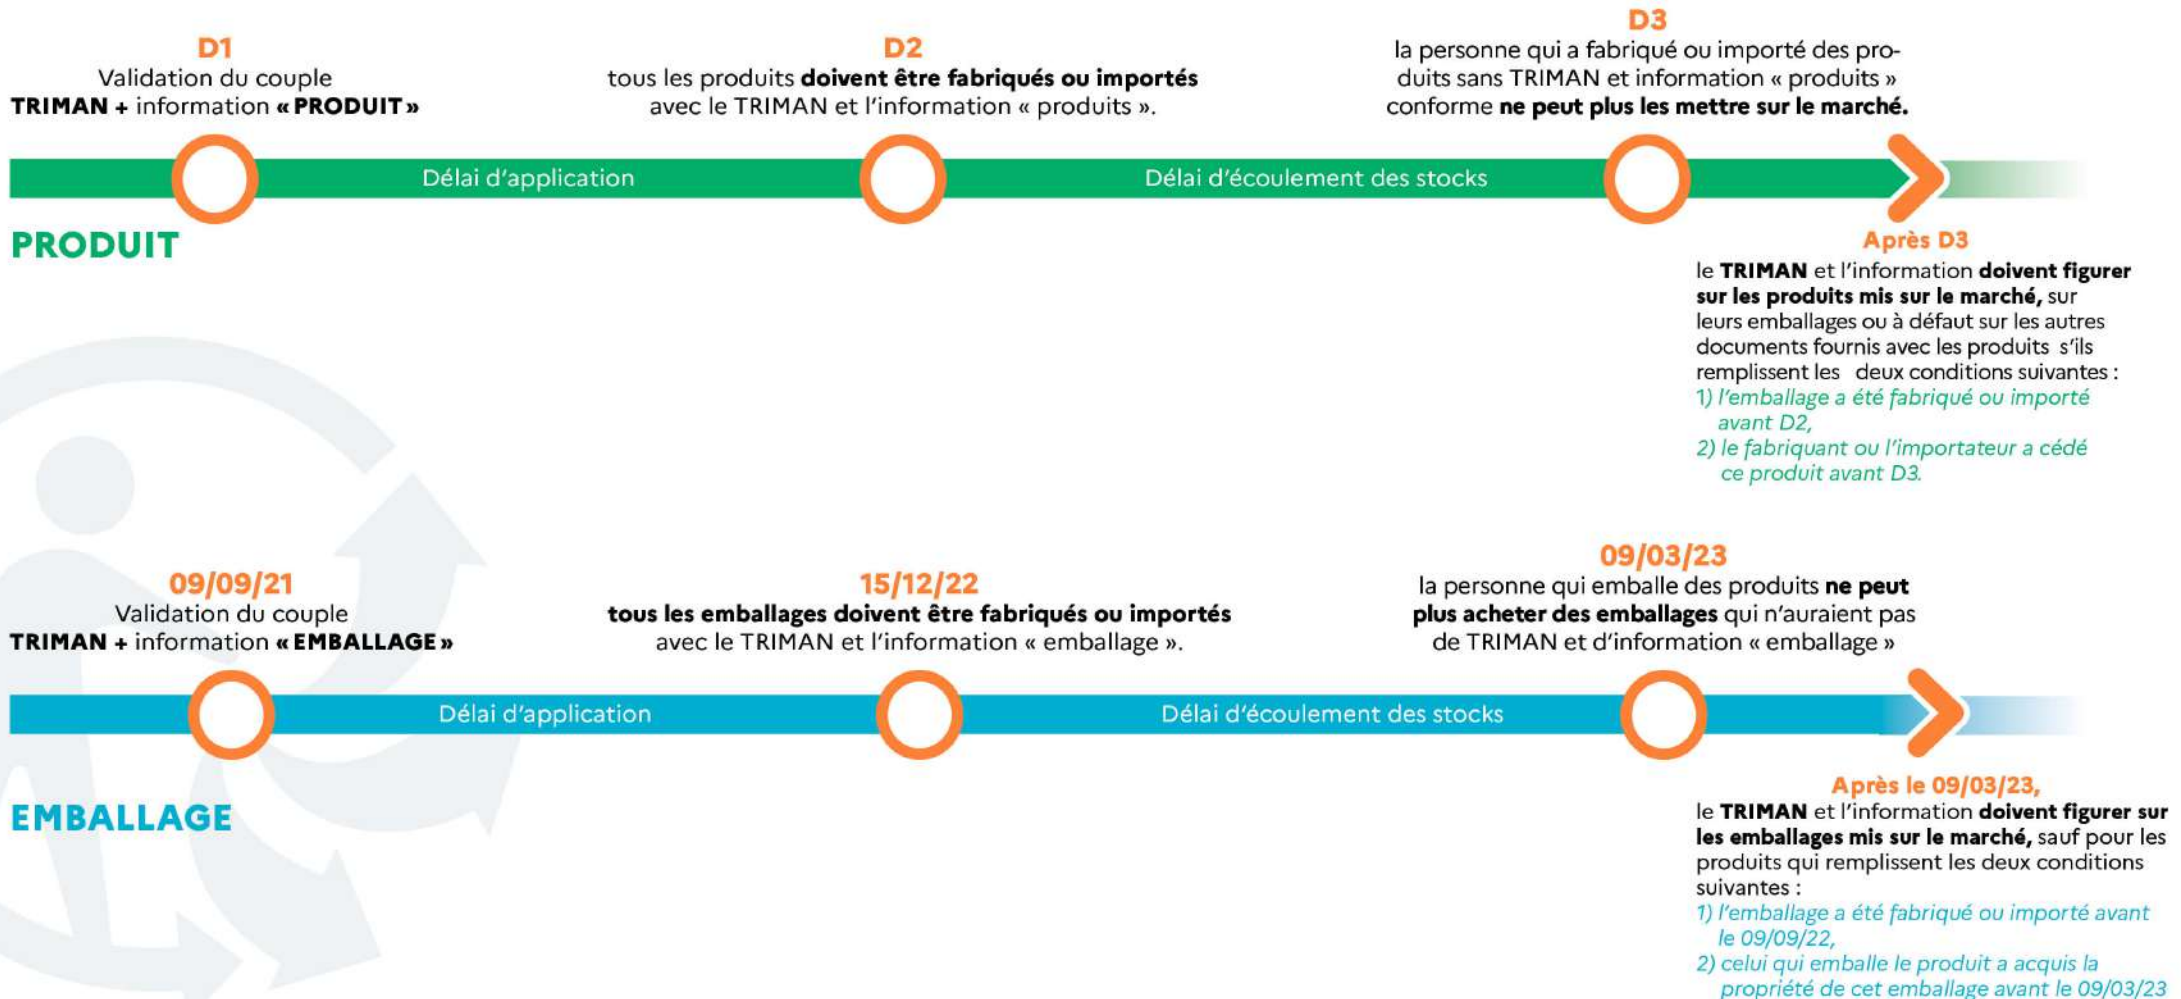 D1
Validation du couple
TRIMAN + information « PRODUIT »
D2
tous les produits doivent être fabriqués ou importés
avec le TRIMAN et l'information « produits ».
D3
la personne qui a fabriqué ou importé des pro-
duits sans TRIMAN et information « produits »
conforme ne peut plus les mettre sur le marché.
Délai d'application
Délai d'écoulement des stocks
PRODUIT
Après D3
le TRIMAN et l'information doivent figurer
sur les produits mis sur le marché, sur
leurs emballages ou à défaut sur les autres
documents fournis avec les produits s'ils
remplissent les deux conditions suivantes :
1) l'emballage a été fabriqué ou importé
avant D2,
2) le fabriquant ou l'importateur a cédé
ce produit avant D3.
09/09/21
Validation du couple
TRIMAN + information « EMBALLAGE »
15/12/22
tous les emballages doivent être fabriqués ou importés
avec le TRIMAN et l'information « emballage ».
09/03/23
la personne qui emballe des produits ne peut
plus acheter des emballages qui n'auraient pas
de TRIMAN et d'information « emballage »
Délai d'application
Délai d'écoulement des stocks
EMBALLAGE
Après le 09/03/23,
le TRIMAN et l'information doivent figurer sur
les emballages mis sur le marché, sauf pour les
produits qui remplissent les deux conditions
suivantes :
1) l'emballage a été fabriqué ou importé avant
le 09/09/22,
2) celui qui emballe le produit a acquis la
propriété de cet emballage avant le 09/03/23